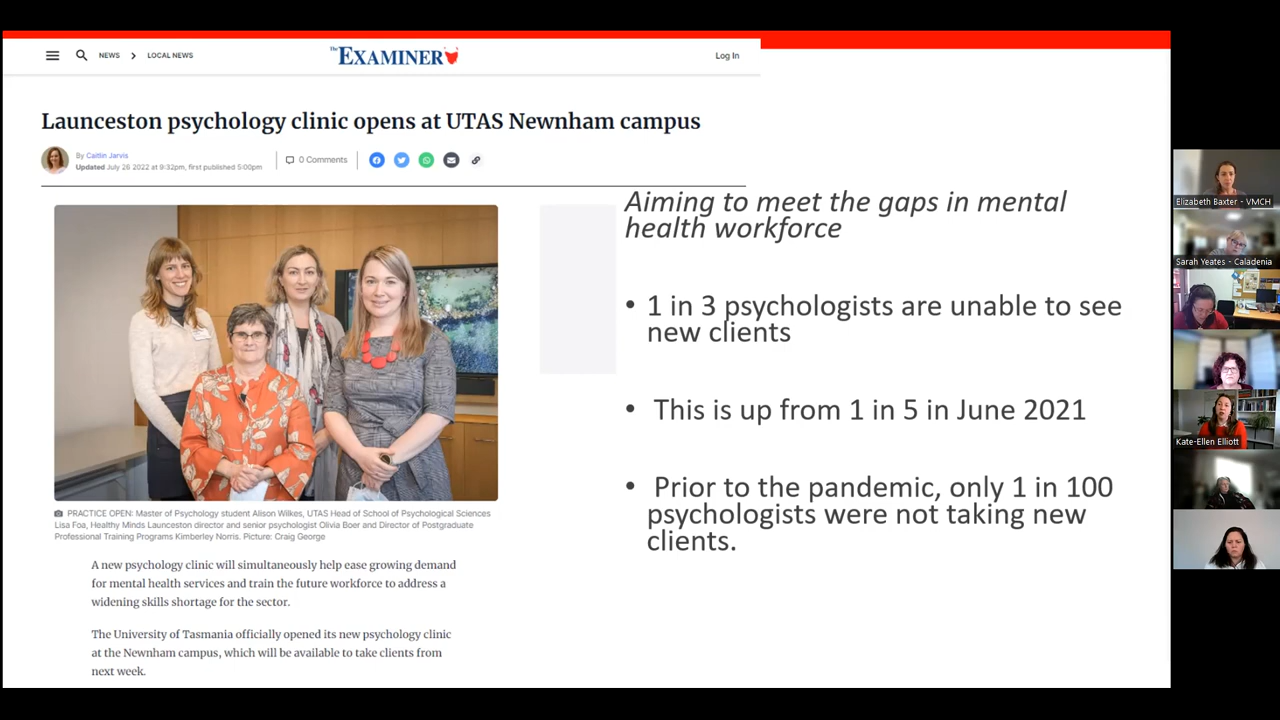 NEWS > LOCAL NEWS
The EXAMINER
Log In
Launceston psychology clinic opens at UTAS Newnham campus
By Caitlin Jarvis
Updated July 26 2022 at 9:32pm, first published 5:00pm
0 Comments
PRACTICE OPEN: Master of Psychology student Alison Wilkes, UTAS Head of School of Psychological Sciences
Lisa Foa, Healthy Minds Launceston director and senior psychologist Olivia Boer and Director of Postgraduate
Professional Training Programs Kimberley Norris. Picture: Craig George
A new psychology clinic will simultaneously help ease growing demand
for mental health services and train the future workforce to address a
widening skills shortage for the sector.
The University of Tasmania officially opened its new psychology clinic
at the Newnham campus, which will be available to take clients from
next week.
Aiming to meet the gaps in mental
health workforce
• 1 in 3 psychologists are unable to see
new clients
• This is up from 1 in 5 in June 2021
• Prior to the pandemic, only 1 in 100
psychologists were not taking new
clients.
Elizabeth Baxter - VMCH
Sarah Yeates - Caladenia
Kate-Ellen Elliott